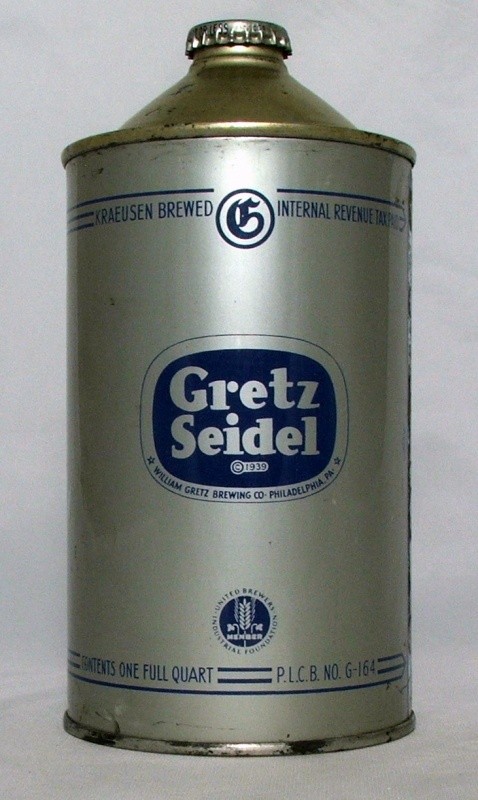 KRAEUSEN BREWED G INTERNAL REVENUE TAX
Gretz
Seidel
© 1939
WILLIAM GRETZ BREWING CO· PHILADELPHIA, PA·
UNITED BREWERS
MEMBER
INDUSTRIAL FOUNDATION
CONTENTS ONE FULL QUART P.L.C.B. NO. G-164